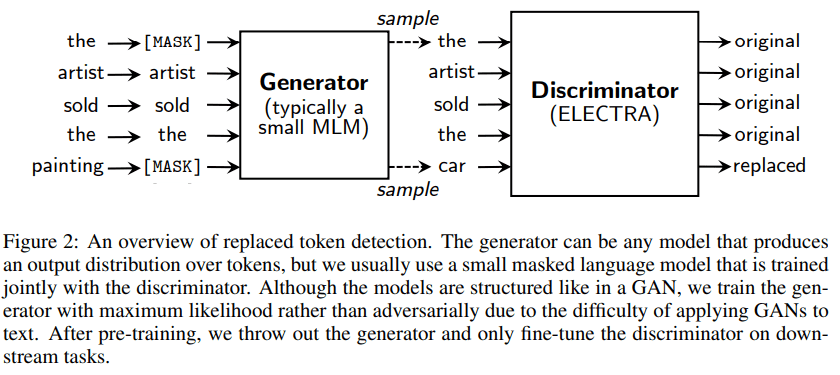 sample
the [MASK] the original
artist artist artist original
Generator
Discriminator
sold sold sold original
(typically a
small MLM)
(ELECTRA)
the the the original
painting [MASK] car replaced
sample
Figure 2: An overview of replaced token detection. The generator can be any model that produces
an output distribution over tokens, but we usually use a small masked language model that is trained
jointly with the discriminator. Although the models are structured like in a GAN, we train the gen-
erator with maximum likelihood rather than adversarially due to the difficulty of applying GANs to
text. After pre-training, we throw out the generator and only fine-tune the discriminator on down-
stream tasks.